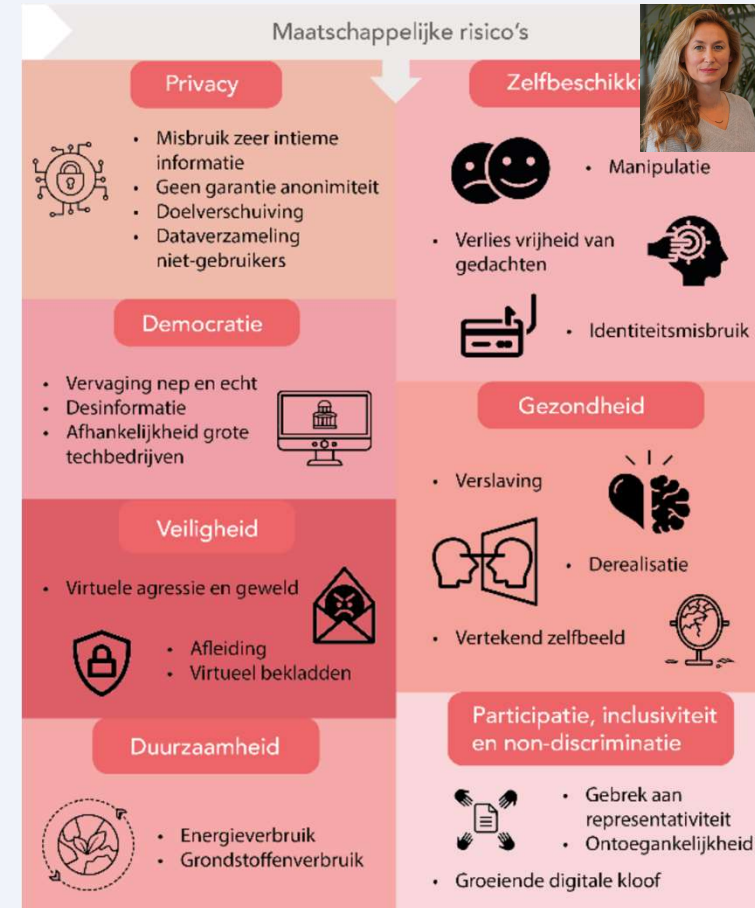 Maatschappelijke risico's
Privacy
• Misbruik zeer intieme
informatie
• Geen garantie anonimiteit
• Doelverschuiving
• Dataverzameling
niet-gebruikers
Democratie
• Vervaging nep en echt
• Desinformatie
• Afhankelijkheid grote
techbedrijven
Veiligheid
• Virtuele agressie en geweld
• Afleiding
• Virtueel bekladden
Duurzaamheid
• Energieverbruik
• Grondstoffenverbruik
• Manipulatie
• Verlies vrijheid van
gedachten
• Identiteitsmisbruik
Gezondheid
• Verslaving
• Derealisatie
• Vertekend zelfbeeld
Participatie, inclusiviteit
en non-discriminatie
• Gebrek aan
representativiteit
• Ontoegankelijkheid
• Groeiende digitale kloof